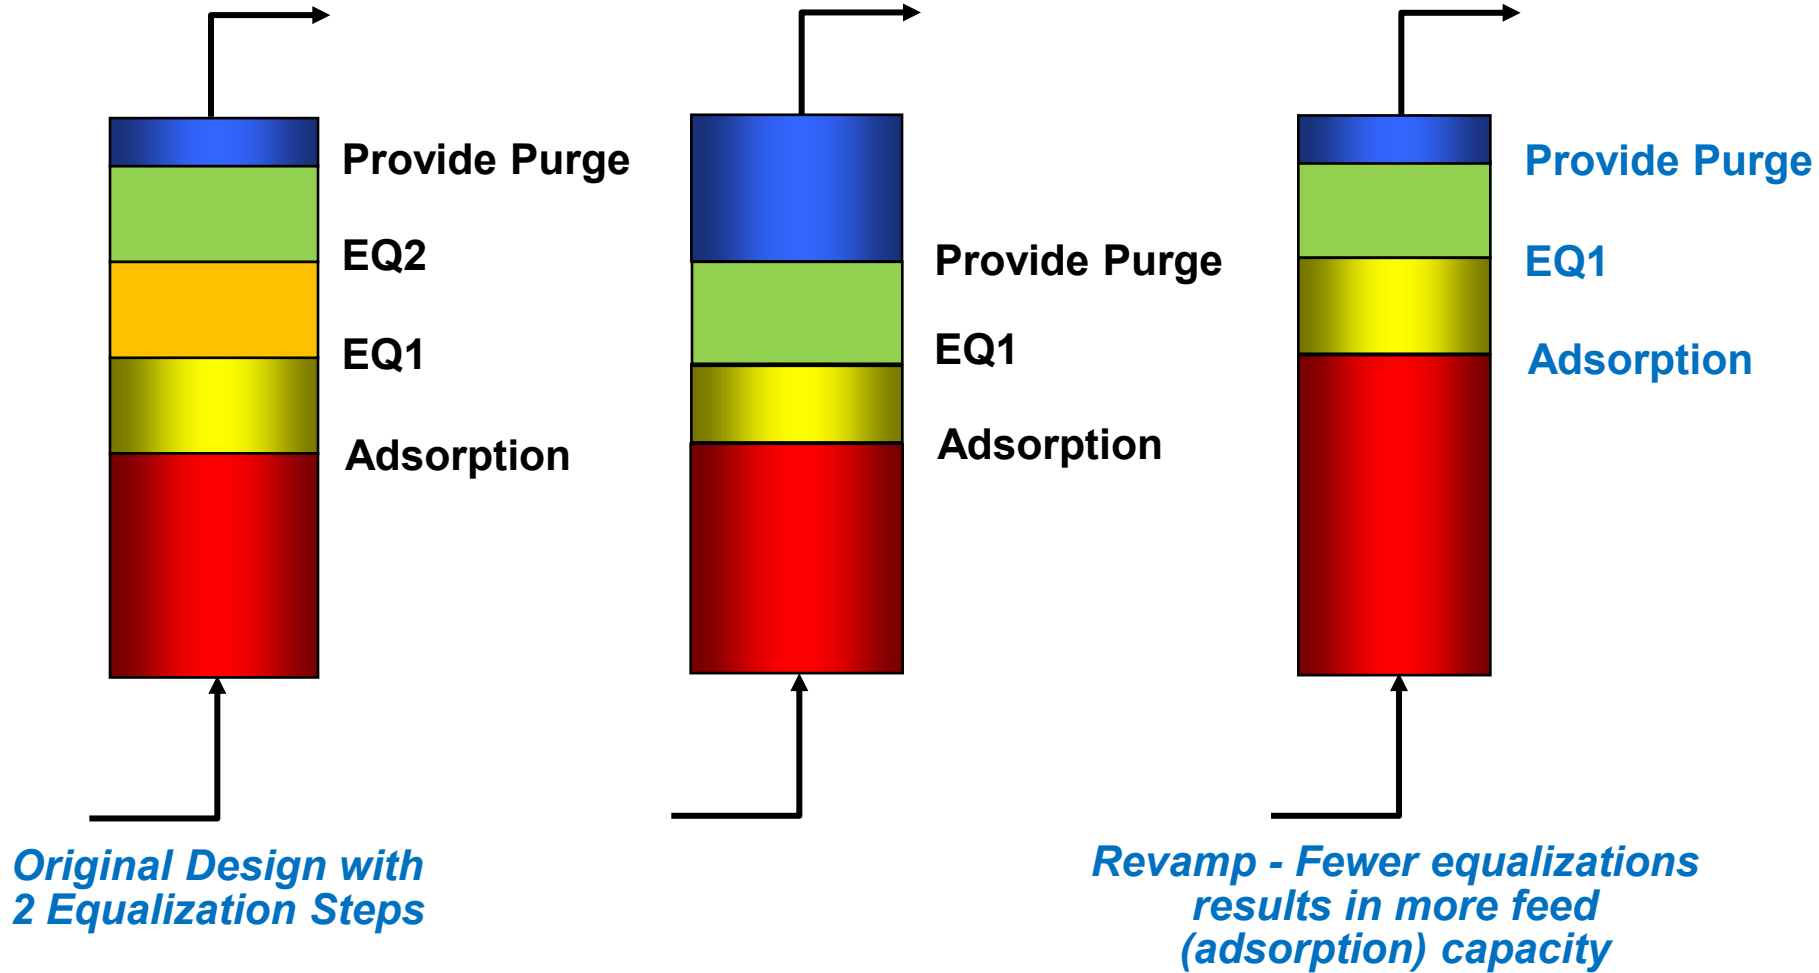 Provide Purge
EQ2
EQ1
Adsorption
Original Design with
2 Equalization Steps
Provide Purge
EQ1
Adsorption
Provide Purge
EQ1
Adsorption
Revamp - Fewer equalizations
results in more feed
(adsorption) capacity